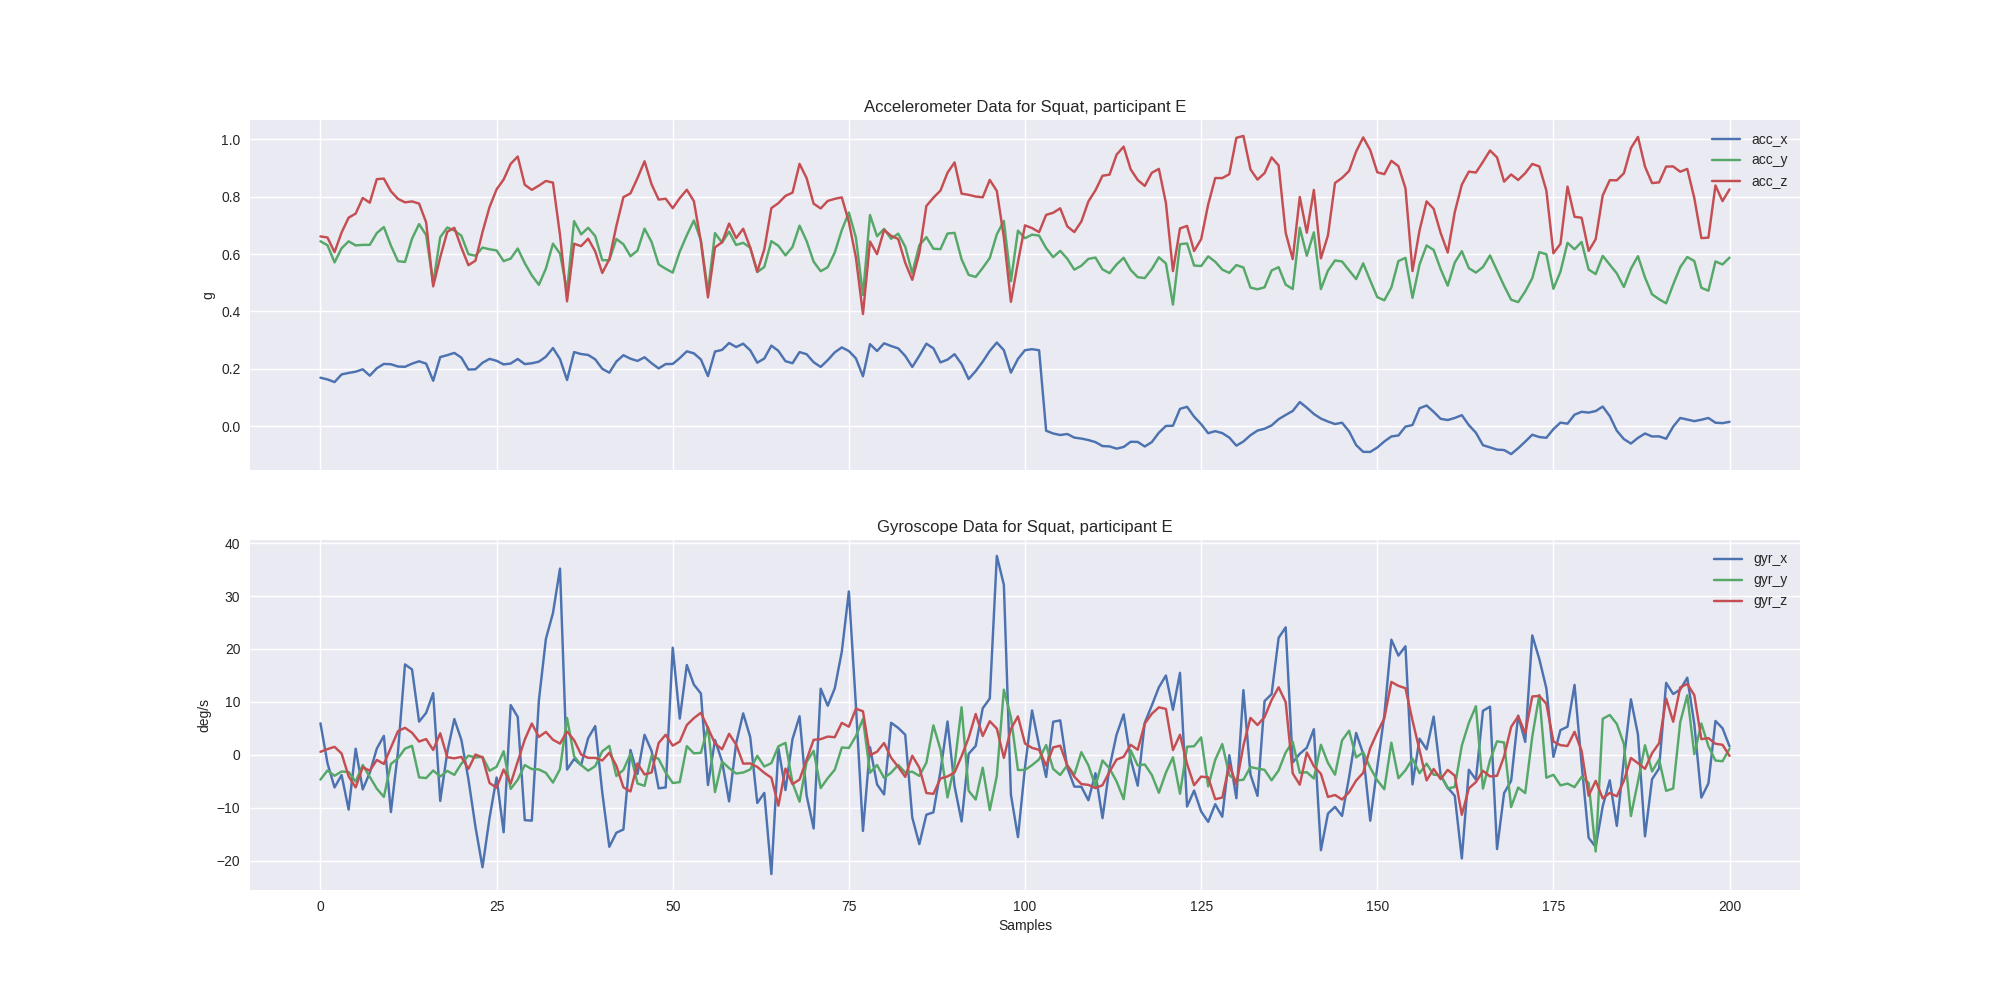 Accelerometer Data for Squat, participant E
1.0
0.8
0.6
0.4
0.2
0.0
g
acc_x
acc_y
acc_z
Gyroscope Data for Squat, participant E
40
30
20
10
0
−10
−20
deg/s
gyr_x
gyr_y
gyr_z
0 25 50 75 100 125 150 175 200
Samples